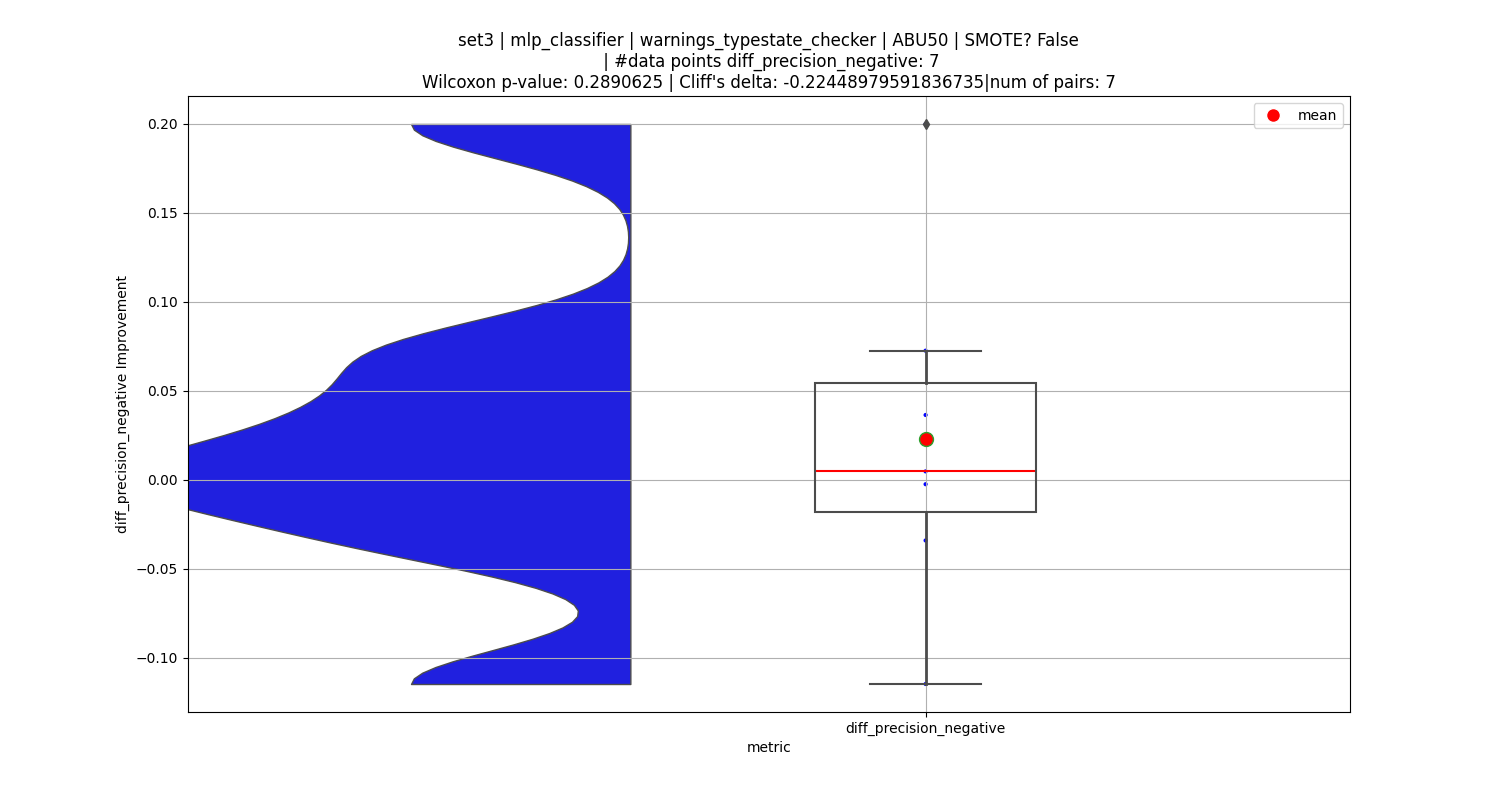 set3 | mlp_classifier | warnings_typestate_checker | ABU50 | SMOTE? False
| #data points diff_precision_negative: 7
Wilcoxon p-value: 0.2890625 | Cliff's delta: -0.22448979591836735|num of pairs: 7
mean
0.20
0.15
0.10
0.05
0.00
−0.05
−0.10
diff_precision_negative Improvement
diff_precision_negative
metric